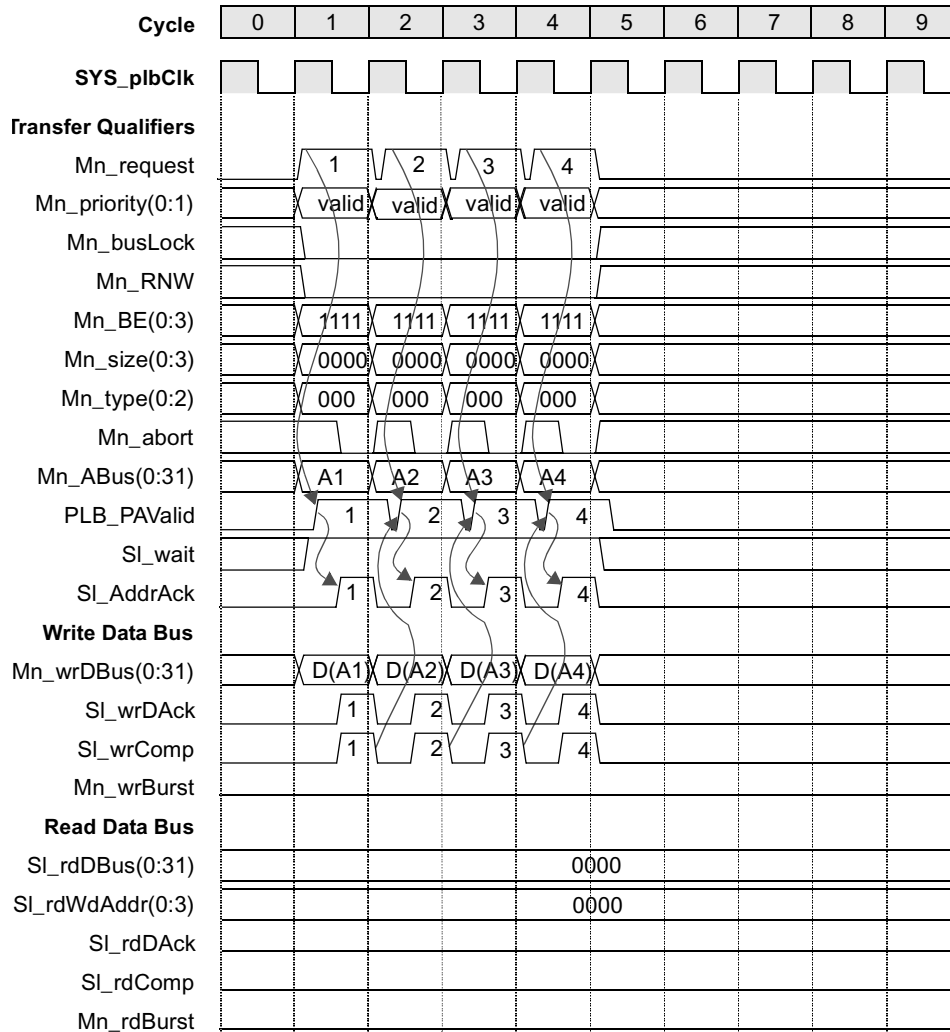 Cycle 0 1 2 3 4 5 6 7 8 9
SYS_plbClk
Transfer Qualifiers
Mn_request 1 2 3 4
Mn_priority(0:1) valid valid valid valid
Mn_busLock
Mn_RNW
Mn_BE(0:3) 1111 1111 1111 1111
Mn_size(0:3) 0000 0000 0000 0000
Mn_type(0:2) 000 000 000 000
Mn_abort
Mn_ABus(0:31) A1 A2 A3 A4
PLB_PAValid 1 2 3 4
Sl_wait
Sl_AddrAck 1 2 3 4
Write Data Bus
Mn_wrDBus(0:31) D(A1) D(A2) D(A3) D(A4)
Sl_wrDAck 1 2 3 4
Sl_wrComp 1 2 3 4
Mn_wrBurst
Read Data Bus
Sl_rdDBus(0:31) 0000
Sl_rdWdAddr(0:3) 0000
Sl_rdDAck
Sl_rdComp
Mn_rdBurst